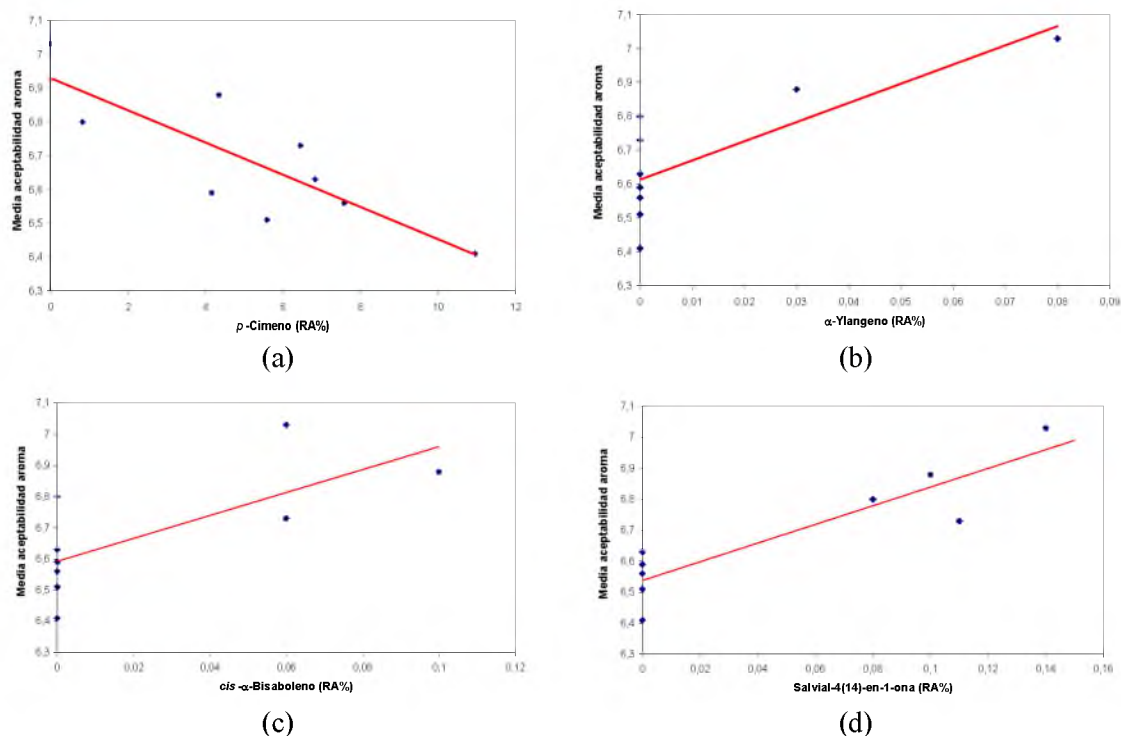 7,1
7
6,9
6,8
6,7
6,6
6,5
6,4
6,3
Media aceptabilidad aroma
0 2 4 6 8 10 12
p -Cimeno (RA%)
(a)
7,1
7
6,9
6,8
6,7
6,6
6,5
6,4
6,3
Media aceptabilidad aroma
0 0,01 0,02 0,03 0,04 0,05 0,06 0,07 0,08 0,09
α-Ylangeno (RA%)
(b)
7,1
7
6,9
6,8
6,7
6,6
6,5
6,4
6,3
Media aceptabilidad aroma
0 0,02 0,04 0,06 0,08 0,1 0,12
cis -α-Bisaboleno (RA%)
(c)
7,1
7
6,9
6,8
6,7
6,6
6,5
6,4
6,3
Media aceptabilidad aroma
0 0,02 0,04 0,06 0,08 0,1 0,12 0,14 0,16
Salvial-4(14)-en-1-ona (RA%)
(d)